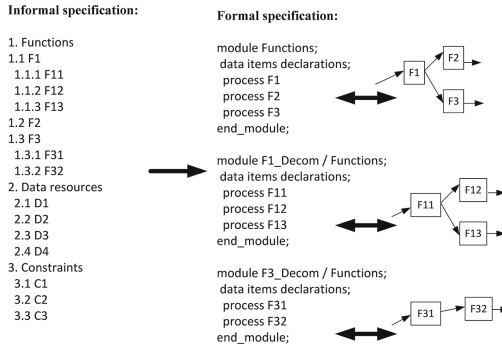 Informal specification:
1. Functions
1.1 F1
1.1.1 F11
1.1.2 F12
1.1.3 F13
1.2 F2
1.3 F3
1.3.1 F31
1.3.2 F32
2. Data resources
2.1 D1
2.2 D2
2.3 D3
2.4 D4
3. Constraints
3.1 C1
3.2 C2
3.3 C3
Formal specification:
module Functions;
data items declarations;
process F1
process F2
process F3
end_module;
F1
F2
F3
module F1_Decom / Functions;
data items declarations;
process F11
process F12
process F13
end_module;
F11
F12
F13
module F3_Decom / Functions;
data items declarations;
process F31
process F32
end_module;
F31
F32